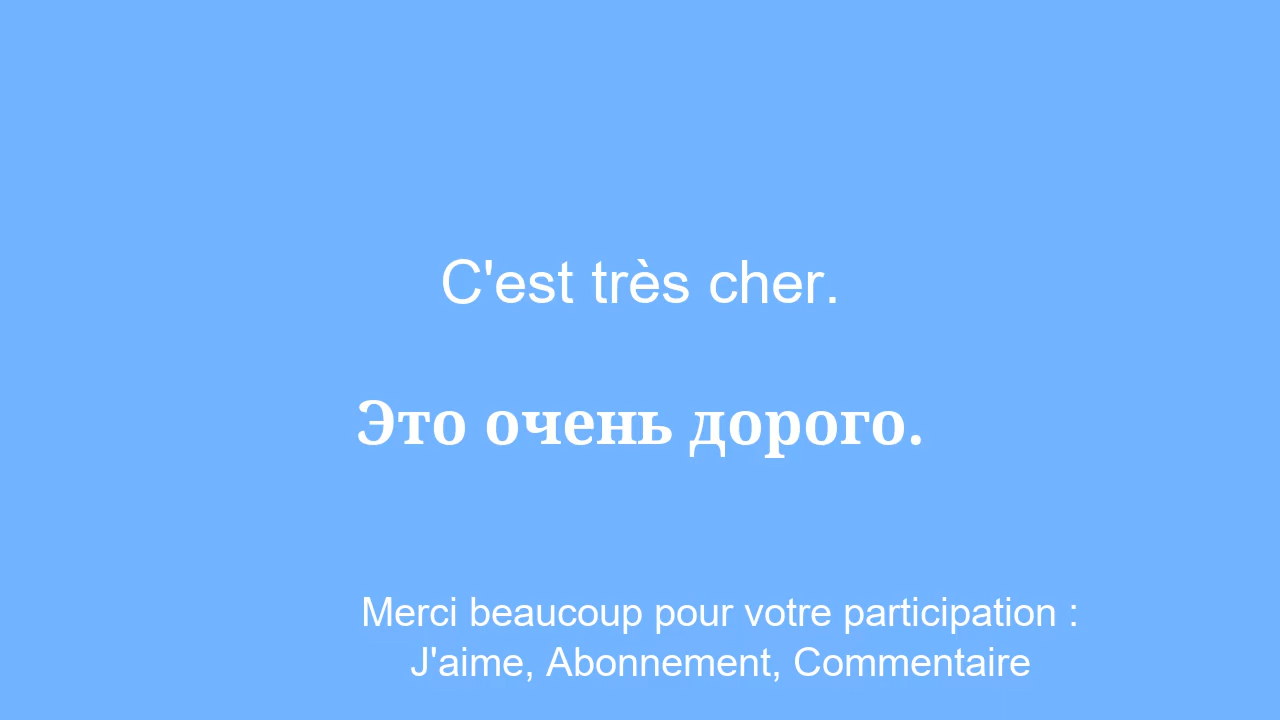 C'est très cher.
Это очень дорого.
Merci beaucoup pour votre participation :
J'aime, Abonnement, Commentaire